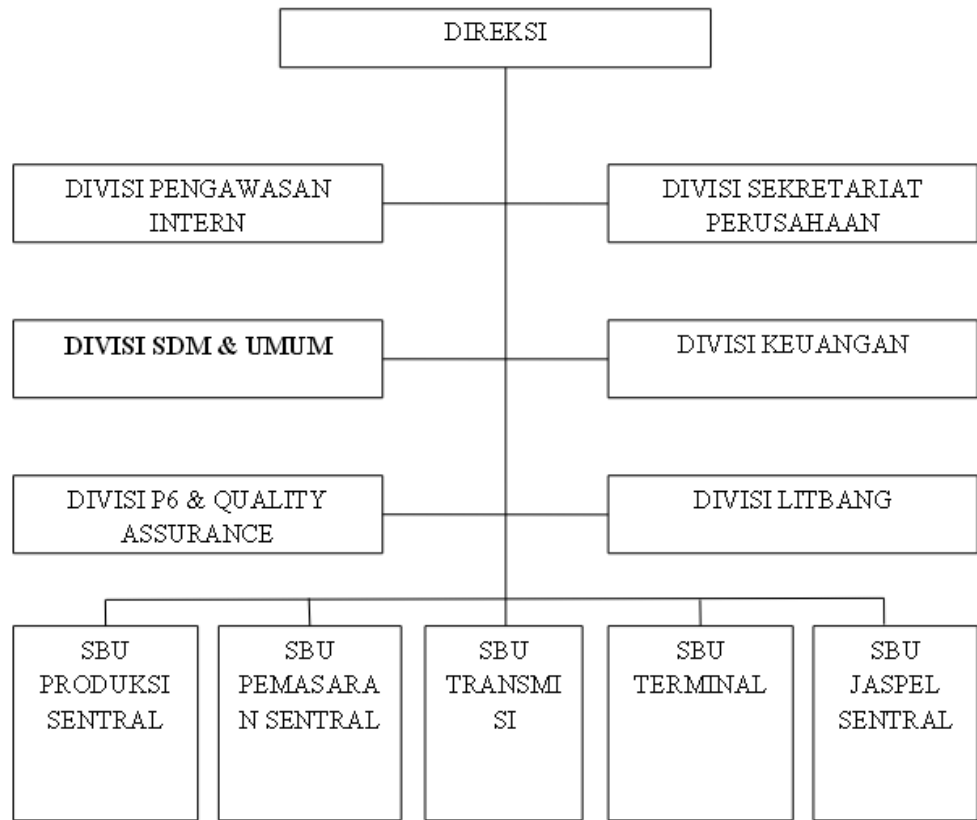 DIREKSI
DIVISI PENGAWASAN
INTERN
DIVISI SEKRETARIAT
PERUSAHAAN
DIVISI SDM & UMUM
DIVISI KEUANGAN
DIVISI P6 & QUALITY
ASSURANCE
DIVISI LITBANG
SBU
PRODUKSI
SENTRAL
SBU
PEMASARA
N SENTRAL
SBU
TRANSMI
SI
SBU
TERMINAL
SBU
JASPEL
SENTRAL